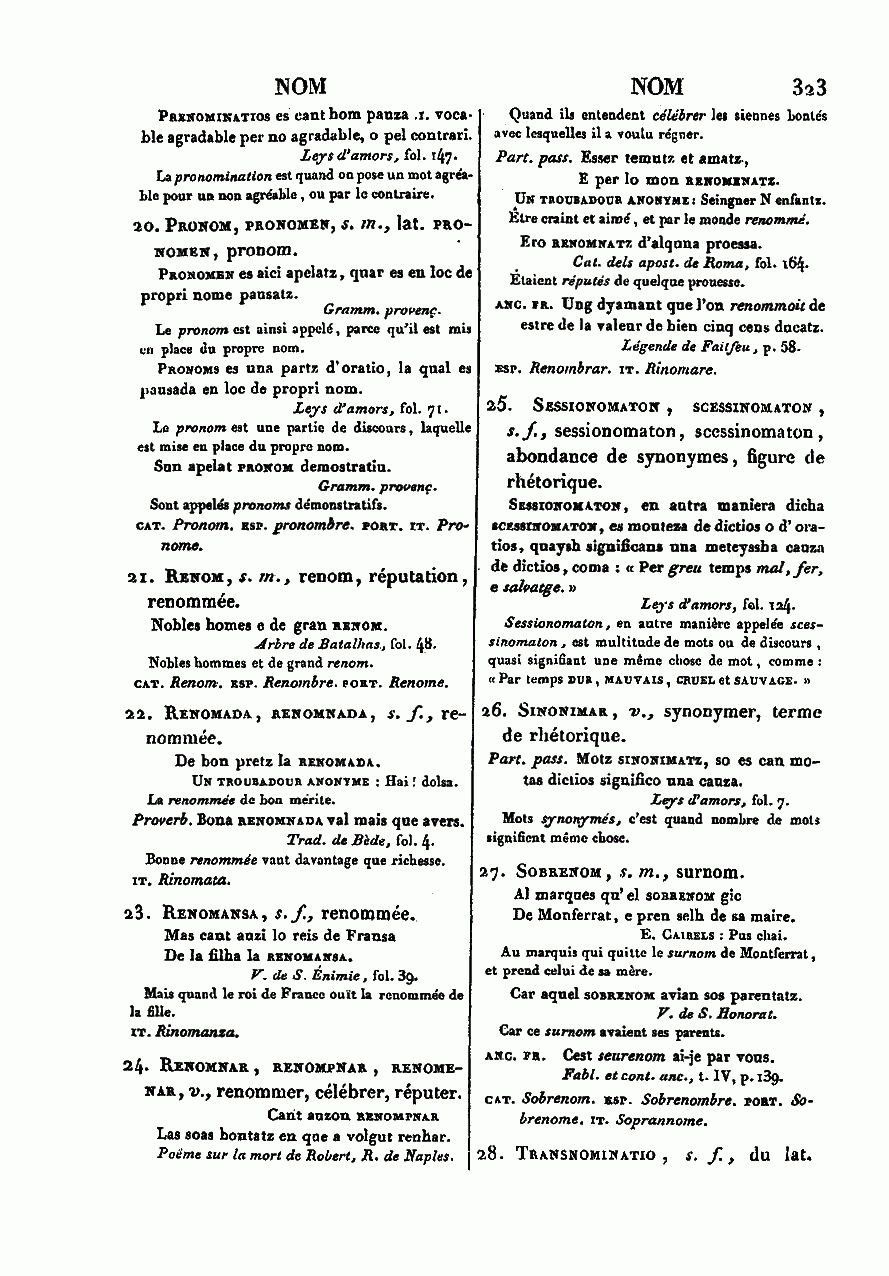 NOM
NOM 323
Prenominatios es cant hom pauza .i. voca-
ble agradable per no agradable, o pel contrari.
Leys d'amors, fol. 147.
La pronomination est quand on pose un mot agréa-
ble pour un non agréable, ou par le contraire.
20. Pronom, pronomen, s. m., lat. pro-
nomen, pronom.
Pronomen es aici apelatz, quar es en loc de
propri nome pausatz.
Gramm. provenç.
Le pronom est ainsi appelé, parce qu'il est mis
en place du propre nom.
Pronoms es una partz d'oratio, la qual es
pausada en loc de propri nom.
Leys d'amors, fol. 71.
Le pronom est une partie de discours, laquelle
est mise en place du propre nom.
Sun apelat pronom demostratiu.
Gramm. provenç.
Sont appelés pronoms démonstratifs.
cat. Pronom. esp. pronombre. port. it. Pro-
nome.
21. Renom, s. m., renom, réputation,
renommée.
Nobles homes e de gran renom.
Arbre de Batalhas, fol. 48.
Nobles hommes et de grand renom.
cat. Renom. esp. Renombre. port. Renome.
22. Renomada, renomnada, s. f., re-
nommée.
De bon pretz la renomada.
Un troubadour anonyme : Hai! dolsa.
La renommée de bon mérite.
Proverb. Bona renomnada val mais que avers.
Trad. de Bède, fol. 4.
Bonne renommée vaut davantage que richesse.
it. Rinomata.
23. Renomansa, s. f., renommée.
Mas cant auzi lo reis de Fransa
De la filha la renomansa.
V. de S. Énimie, fol. 39.
Mais quand le roi de France ouït la renommée de
la fille.
it. Rinomanza.
24. Renomnar, renompnar, renome-
nar, v., renommer, célébrer, réputer.
Cant auzon renompnar
Las soas bontatz en que a volgut renhar.
Poëme sur la mort de Robert, R. de Naples.
Quand ils entendent célébrer les siennes bontés
avec lesquelles il a voulu régner.
Part. pass. Esser temutz et amatz,
E per lo mon renomenatz.
Un troubadour anonyme : Seingner N enfantz.
Être craint et aimé, et par le monde renommé.
Ero renomnatz d'alquna proessa.
Cat. dels apost. de Roma, fol. 164.
Étaient réputés de quelque prouesse.
anc. fr. Ung dyamant que l'on renommoit de
estre de la valeur de bien cinq cens ducatz.
Légende de Faitfeu, p. 58.
esp. Renombrar. it. Rinomare.
25. Sessionomaton, scessinomaton,
s. f., sessionomaton, scessinomaton,
abondance de synonymes, figure de
rhétorique.
Sessionomaton, en autra maniera dicha
scessinomaton, es monteza de dictios o d'ora-
tios, quaysh significans una meteyssha cauza
de dictios, coma : « Per greu temps mal, fer,
e salvatge. »
Leys d'amors, fol. 124.
Sessionomaton, en autre manière appelée sces-
sinomaton, est multitude de mots ou de discours,
quasi signifiant une même chose de mot, comme :
« Par temps dur, mauvais, cruel et sauvage. »
26. Sinonimar, v., synonymer, terme
de rhétorique.
Part. pass. Motz sinonimatz, so es can mo-
tas dictios significo una cauza.
Leys d'amors, fol. 7.
Mots synonymés, c'est quand nombre de mots
signifient même chose.
27. Sobrenom, s. m., surnom.
Al marques qu'el sobrenom gic
De Monferrat, e pren selh de sa maire.
E. Cairels : Pus chai.
Au marquis qui quitte le surnom de Montferrat,
et prend celui de sa mère.
Car aquel sobrenom avian sos parentatz.
V. de S. Honorat.
Car ce surnom avaient ses parents.
anc. fr. Cest seurenom ai-je par vous.
Fabl. et cont. anc., t. IV, p. 139.
cat. Sobrenom. esp. Sobrenombre. port. So-
brenome. it. Soprannome.
28. Transnominatio, s. f., du lat.